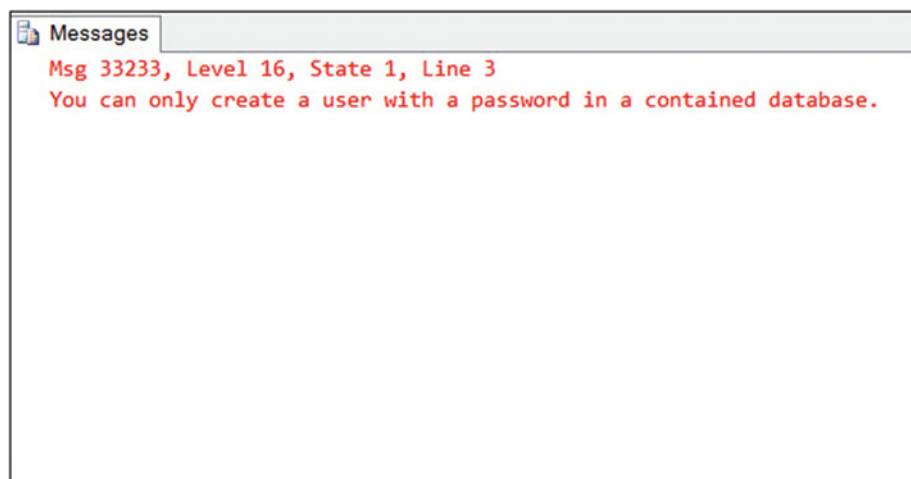 Messages
Msg 33233, Level 16, State 1, Line 3
You can only create a user with a password in a contained database.